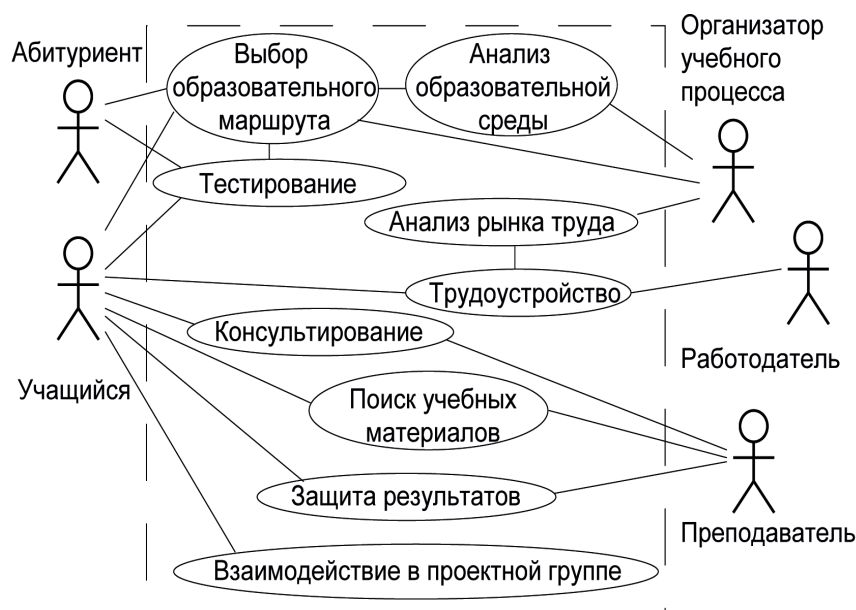 Абитуриент
Выбор
образовательного
маршрута
Анализ
образовательной
среды
Организатор
учебного
процесса
Тестирование
Анализ рынка труда
Трудоустройство
Консультирование
Работодатель
Учащийся
Поиск учебных
материалов
Защита результатов
Преподаватель
Взаимодействие в проектной группе